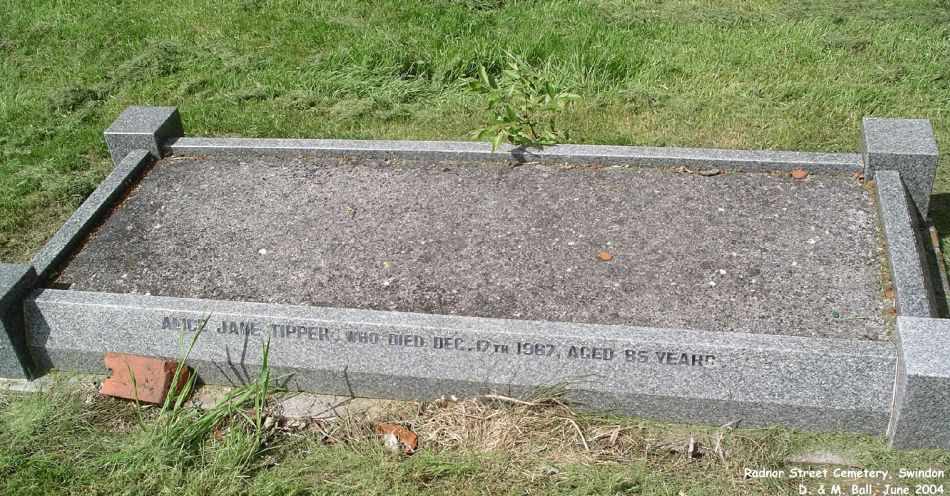 ALICE JANE TIPPER, WHO DIED DEC. 17TH 1967, AGED 85 YEARS
Radnor Street Cemetery, Swindon
D. & M. Ball - June 2004